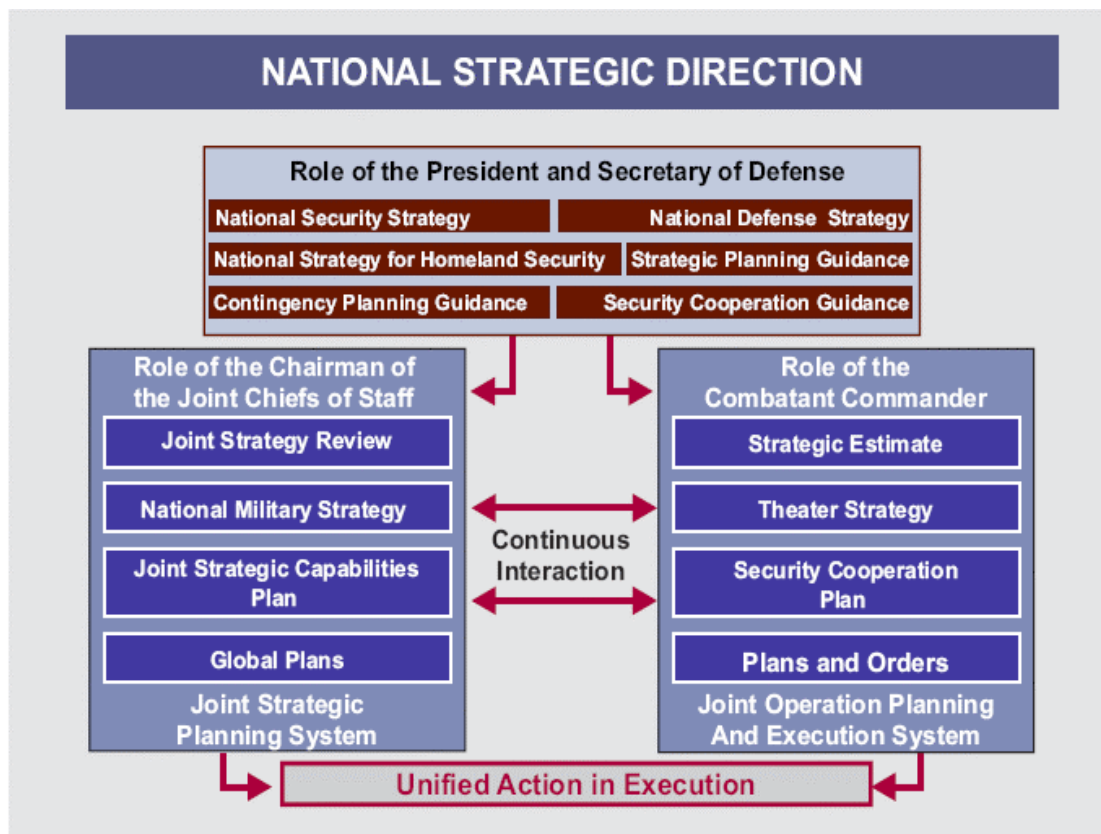 NATIONAL STRATEGIC DIRECTION
Role of the President and Secretary of Defense
National Security Strategy
National Defense Strategy
National Strategy for Homeland Security
Strategic Planning Guidance
Contingency Planning Guidance
Security Cooperation Guidance
Role of the Chairman of
the Joint Chiefs of Staff
Joint Strategy Review
National Military Strategy
Joint Strategic Capabilities
Plan
Global Plans
Joint Strategic
Planning System
Continuous
Interaction
Role of the
Combatant Commander
Strategic Estimate
Theater Strategy
Security Cooperation
Plan
Plans and Orders
Joint Operation Planning
And Execution System
Unified Action in Execution